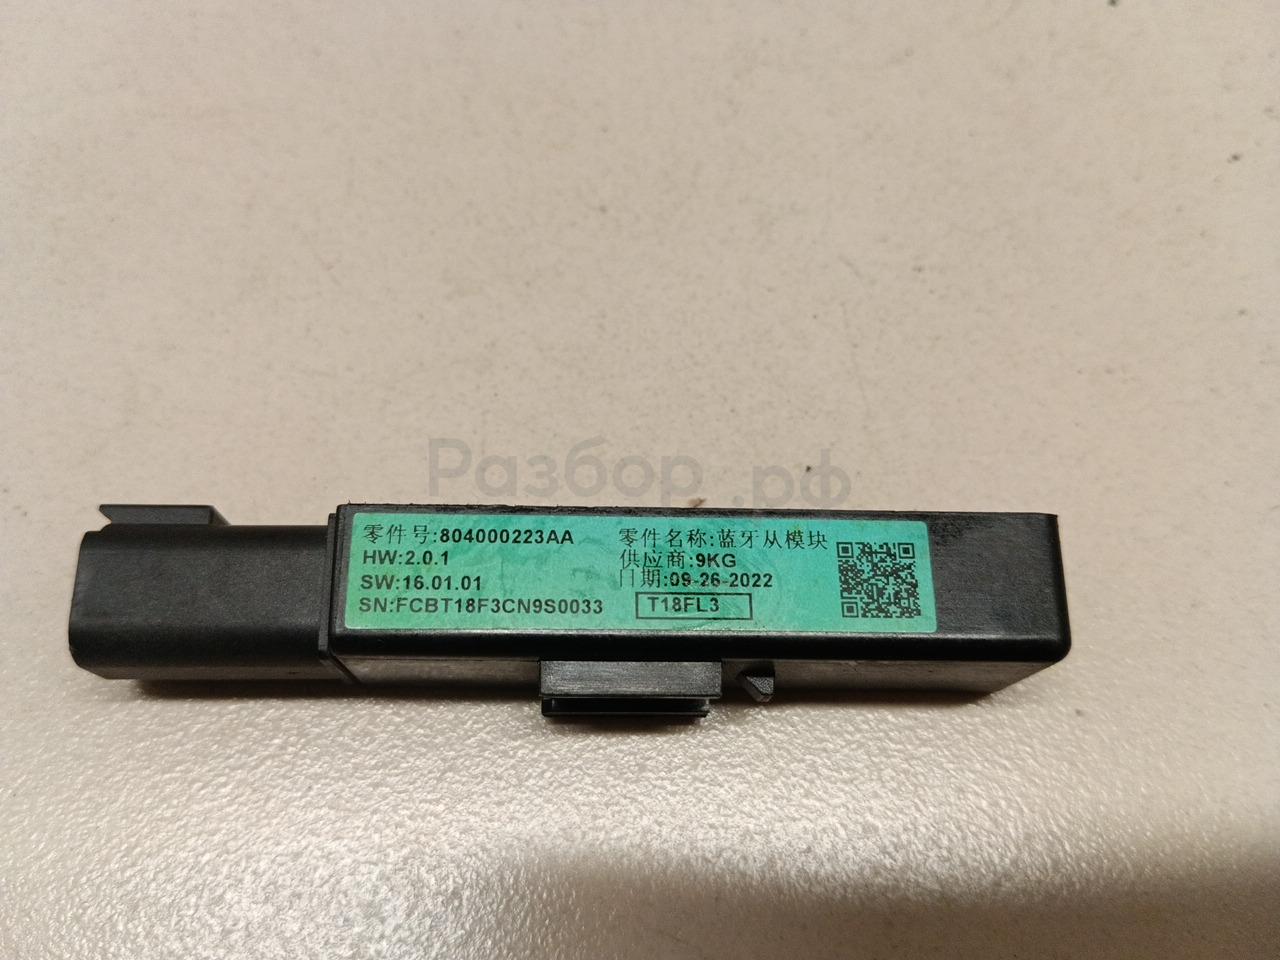 Разбор.рф
零件号:804000223AA
HW:2.0.1
SW:16.01.01
SN:FCBT18F3CN9S0033
零件名称:蓝牙从模块
供应商:9KG
日期:09-26-2022
T18FL3